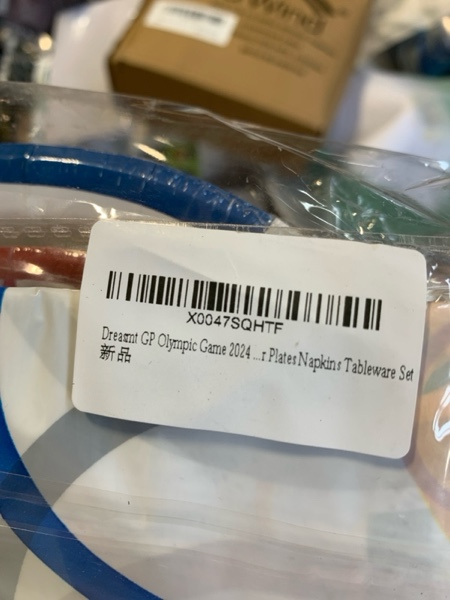 X0047SQHTF
Dreamt GP Olympic Game 2024 ...r Plates Napkins Tableware Set
新品